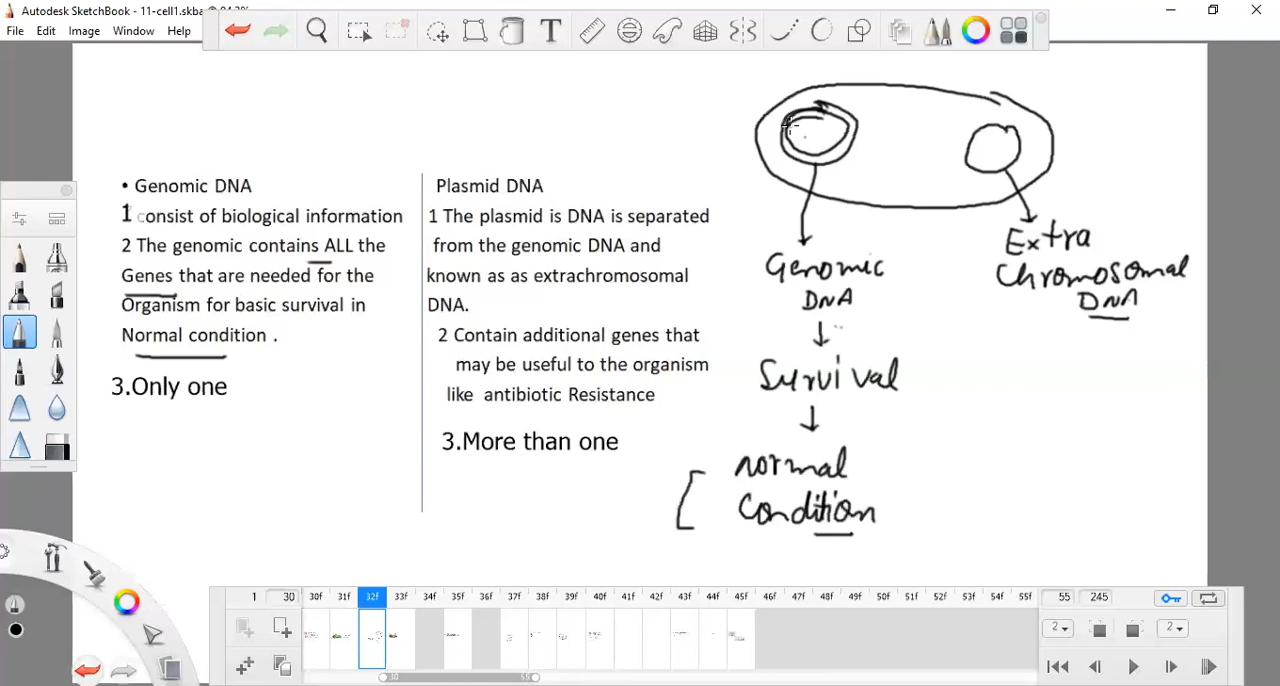 Autodesk SketchBook - 11-cell1.skba @ 94.3%
File Edit Image Window Help
• Genomic DNA
1 consist of biological information
2 The genomic contains ALL the
Genes that are needed for the
Organism for basic survival in
Normal condition .
3.Only one
Plasmid DNA
1 The plasmid is DNA is separated
from the genomic DNA and
known as as extrachromosomal
DNA.
2 Contain additional genes that
may be useful to the organism
like antibiotic Resistance
3.More than one
Genomic
DNA
Survival
normal
condition
Extra
Chromosomal
DNA
1 30 30f 31f 32f 33f 34f 35f 36f 37f 38f 39f 40f 41f 42f 43f 44f 45f 46f 47f 48f 49f 50f 51f 52f 53f 54f 55f 55 245
2 2
30 55